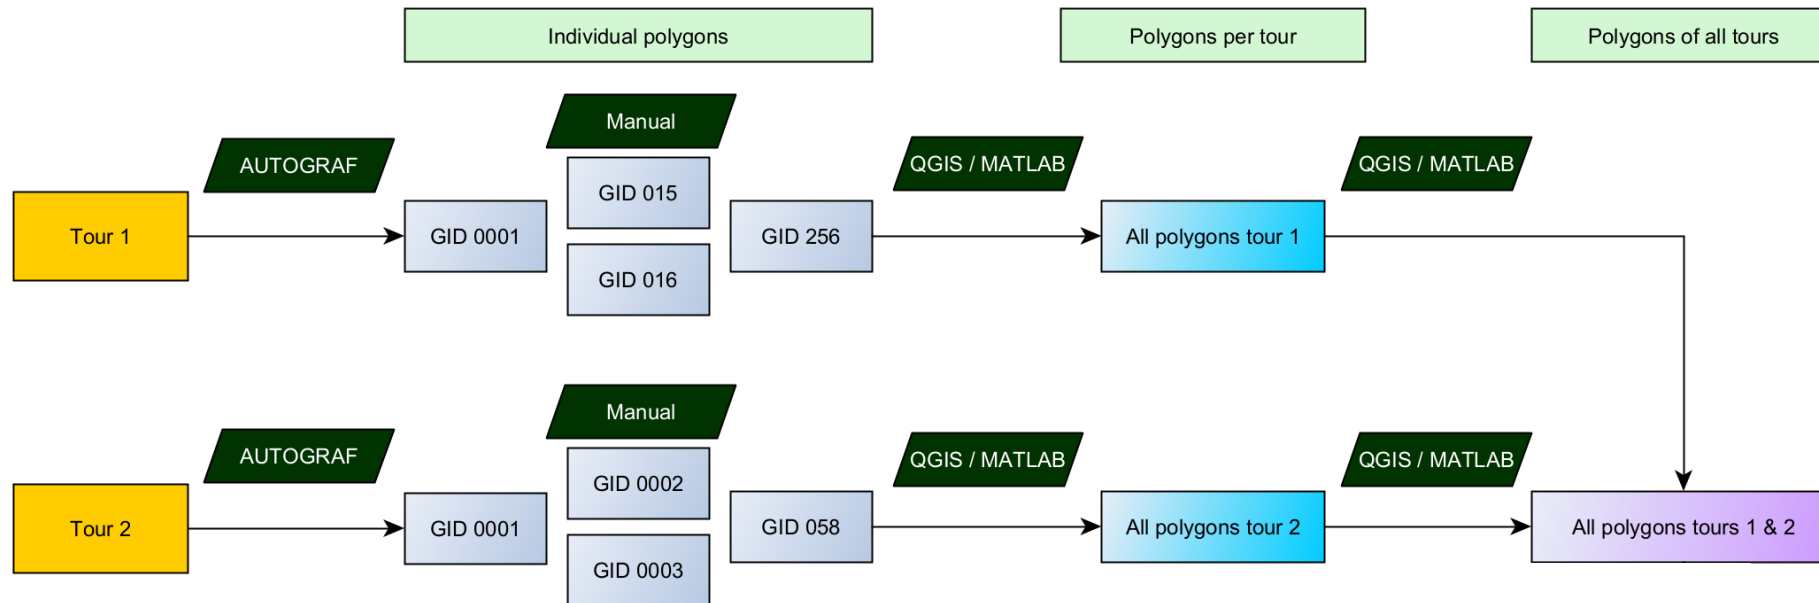 Individual polygons
Polygons per tour
Polygons of all tours
Manual
AUTOGRAF
QGIS / MATLAB
QGIS / MATLAB
Tour 1
GID 0001
GID 015
GID 016
GID 256
All polygons tour 1
Manual
AUTOGRAF
QGIS / MATLAB
QGIS / MATLAB
Tour 2
GID 0001
GID 0002
GID 0003
GID 058
All polygons tour 2
All polygons tours 1 & 2